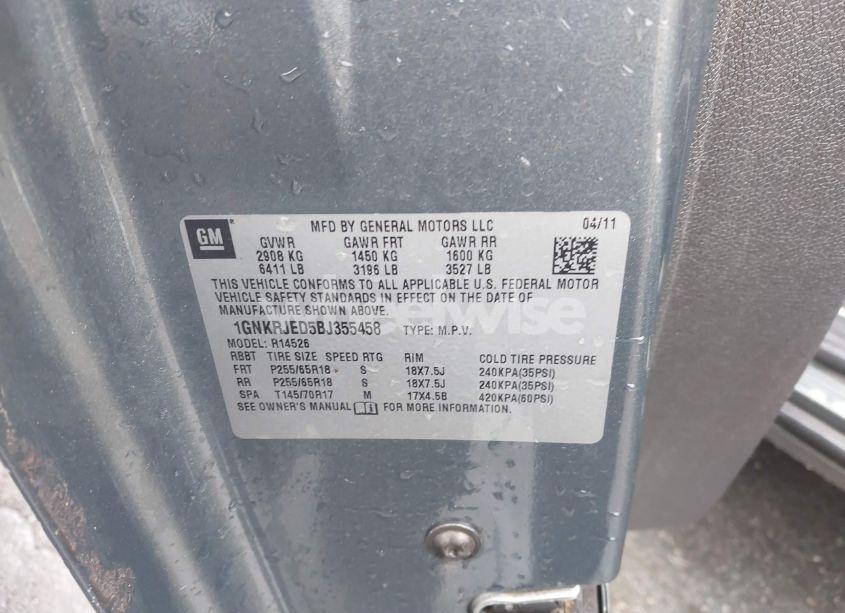 GM MFD BY GENERAL MOTORS LLC 04/11
GVWR GAWR FRT GAWR RR
2908 KG 1450 KG 1600 KG
6411 LB 3196 LB 3527 LB
THIS VEHICLE CONFORMS TO ALL APPLICABLE U.S. FEDERAL MOTOR
VEHICLE SAFETY STANDARDS IN EFFECT ON THE DATE OF
MANUFACTURE SHOWN ABOVE.
1GNKRJED5BJ355458 TYPE: M.P.V.
MODEL: R14526
RBBT TIRE SIZE SPEED RTG RIM COLD TIRE PRESSURE
FRT P255/65R18 S 18X7.5J 240KPA(35PSI)
RR P255/65R18 S 18X7.5J 240KPA(35PSI)
SPA T145/70R17 M 17X4.5B 420KPA(60PSI)
SEE OWNER'S MANUAL FOR MORE INFORMATION.